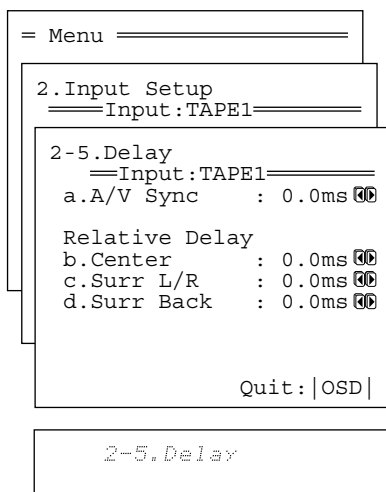 Menu
2.Input Setup
Input:TAPE1
2-5.Delay
Input:TAPE1
a.A/V Sync : 0.0ms
Relative Delay
b.Center : 0.0ms
c.Surr L/R : 0.0ms
d.Surr Back : 0.0ms
Quit:|OSD|
2-5.Delay